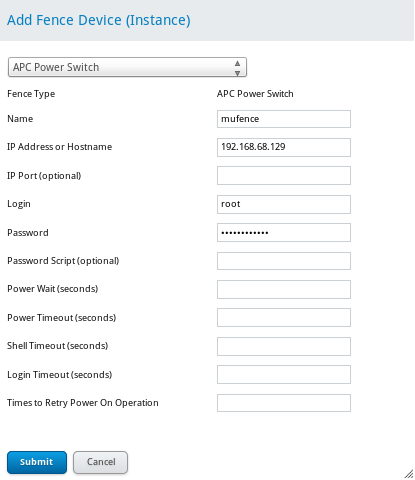 Add Fence Device (Instance)
APC Power Switch
Fence Type APC Power Switch
Name mufence
IP Address or Hostname 192.168.68.129
IP Port (optional)
Login root
Password ••••••••••••
Password Script (optional)
Power Wait (seconds)
Power Timeout (seconds)
Shell Timeout (seconds)
Login Timeout (seconds)
Times to Retry Power On Operation
Submit Cancel